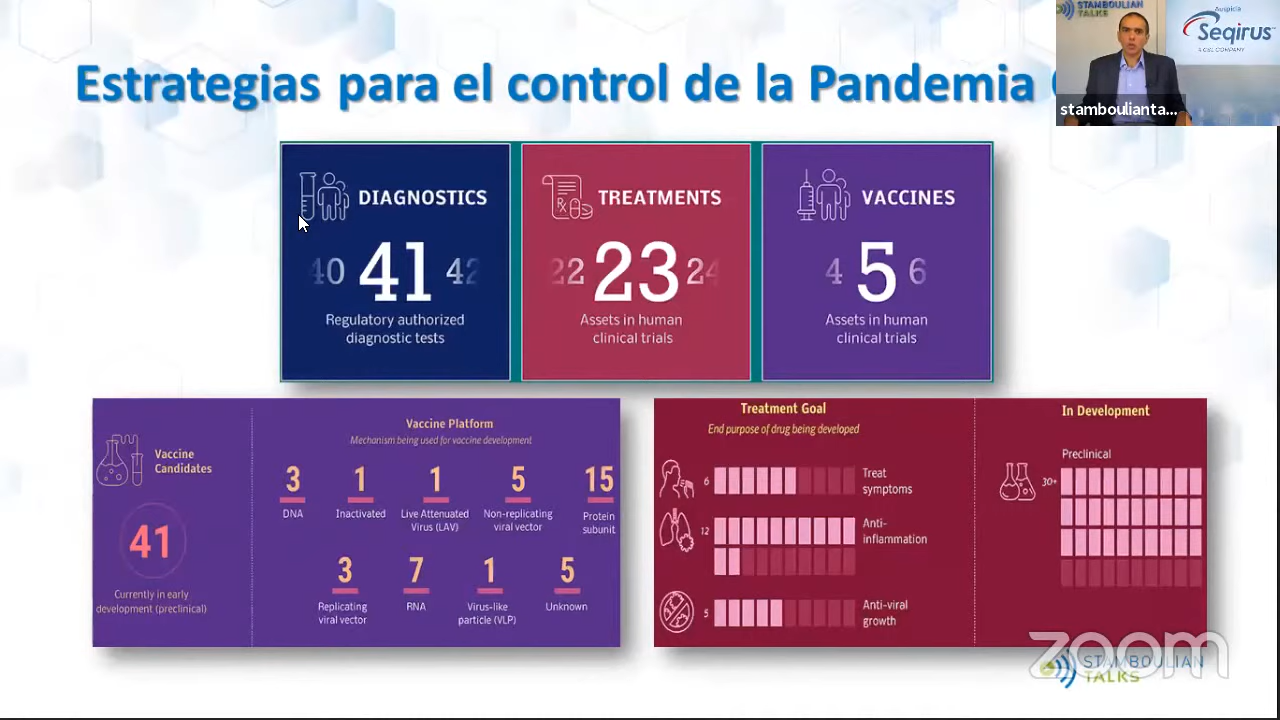 Estrategias para el control de la Pandemia
STAMBOULIAN
TALKS
Auspicia
Seqirus
A CSL COMPANY
stamboulianta...
DIAGNOSTICS
40 41 42
Regulatory authorized
diagnostic tests
TREATMENTS
22 23 24
Assets in human
clinical trials
VACCINES
4 5 6
Assets in human
clinical trials
Vaccine
Candidates
41
Currently in early
development (preclinical)
Vaccine Platform
Mechanism being used for vaccine development
3
DNA
1
Inactivated
1
Live Attenuated
Virus (LAV)
5
Non-replicating
viral vector
15
Protein
subunit
3
Replicating
viral vector
7
RNA
1
Virus-like
particle (VLP)
5
Unknown
Treatment Goal
End purpose of drug being developed
6
Treat
symptoms
12
Anti-
inflammation
5
Anti-viral
growth
In Development
Preclinical
30+
zoom
STAMBOULIAN
TALKS